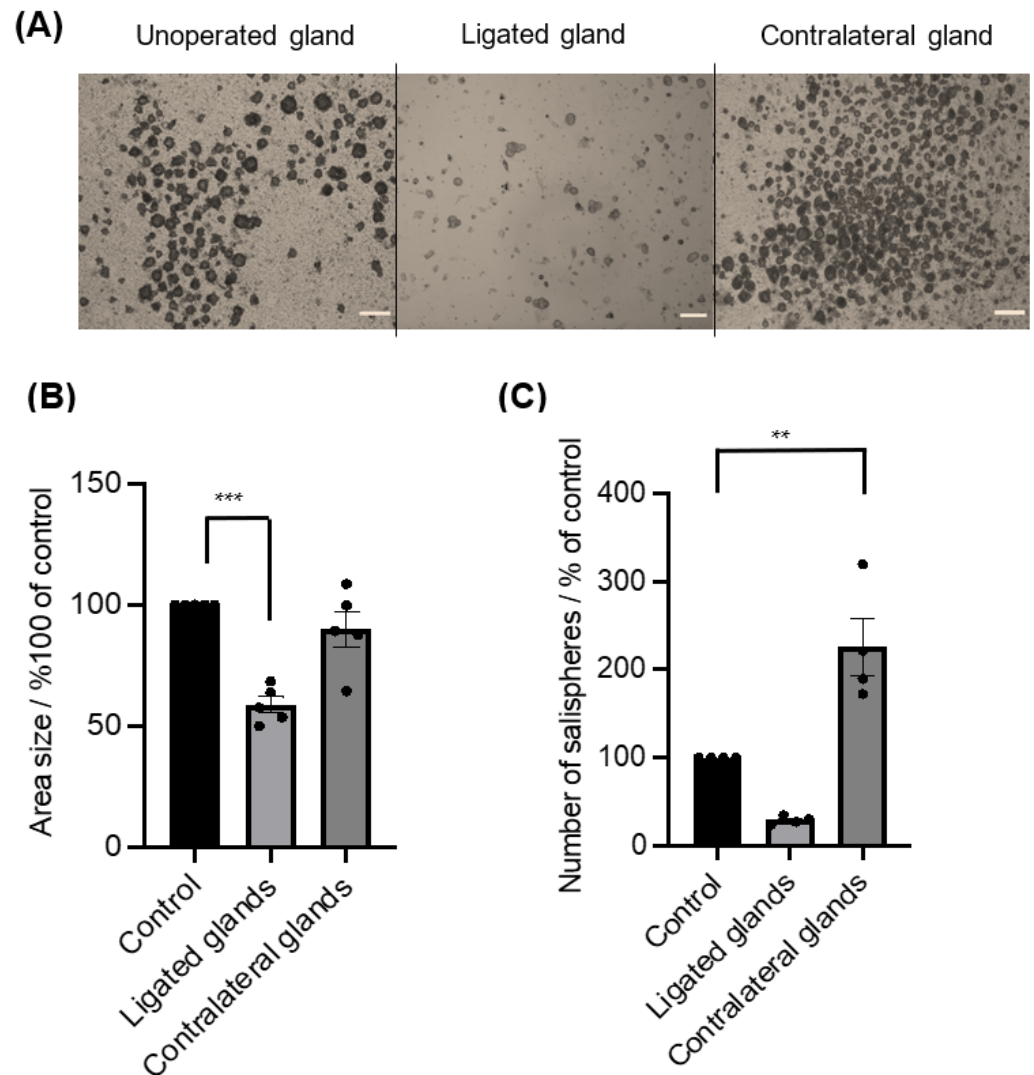 (A)
Unoperated gland
Ligated gland
Contralateral gland
(B)
(C)
Area size / %100 of control
150
100
50
0
***
Control
Ligated glands
Contralateral glands
Number of salispheres / % of control
400
300
200
100
0
**
Control
Ligated glands
Contralateral glands